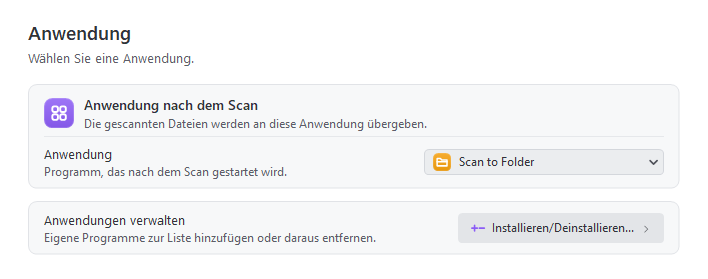 Anwendung
Wählen Sie eine Anwendung.
Anwendung nach dem Scan
Die gescannten Dateien werden an diese Anwendung übergeben.
Anwendung
Programm, das nach dem Scan gestartet wird.
Scan to Folder
Anwendungen verwalten
Eigene Programme zur Liste hinzufügen oder daraus entfernen.
Installieren/Deinstallieren...